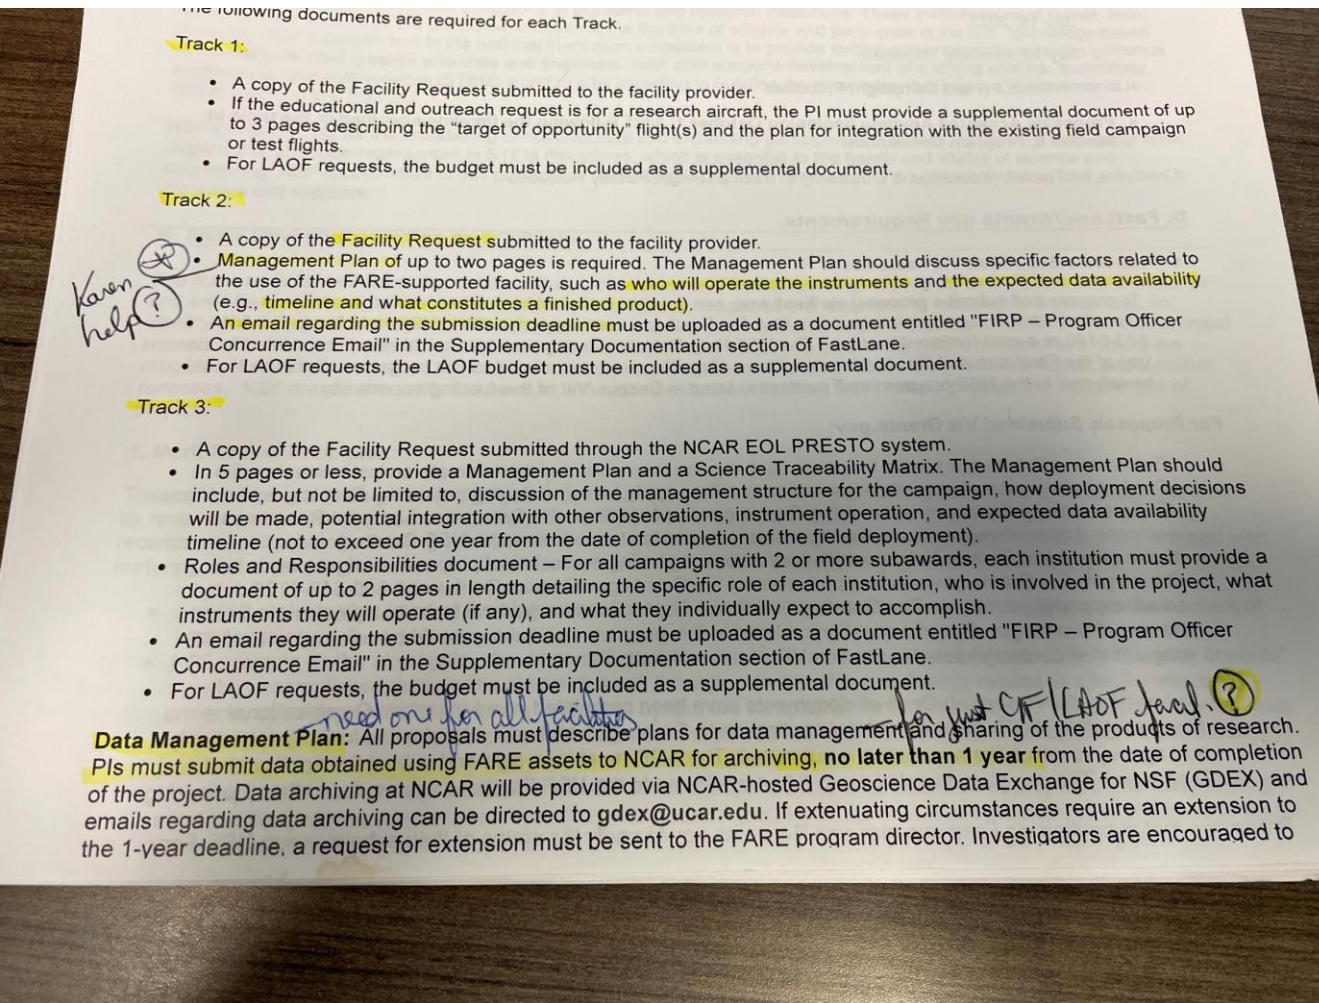 The following documents are required for each Track.
Track 1:
• A copy of the Facility Request submitted to the facility provider.
• If the educational and outreach request is for a research aircraft, the PI must provide a supplemental document of up
to 3 pages describing the "target of opportunity" flight(s) and the plan for integration with the existing field campaign
or test flights.
• For LAOF requests, the budget must be included as a supplemental document.
Track 2:
• A copy of the Facility Request submitted to the facility provider.
• Management Plan of up to two pages is required. The Management Plan should discuss specific factors related to
the use of the FARE-supported facility, such as who will operate the instruments and the expected data availability
(e.g., timeline and what constitutes a finished product).
Karen
help ?
• An email regarding the submission deadline must be uploaded as a document entitled "FIRP – Program Officer
Concurrence Email" in the Supplementary Documentation section of FastLane.
• For LAOF requests, the LAOF budget must be included as a supplemental document.
Track 3:
• A copy of the Facility Request submitted through the NCAR EOL PRESTO system.
• In 5 pages or less, provide a Management Plan and a Science Traceability Matrix. The Management Plan should
include, but not be limited to, discussion of the management structure for the campaign, how deployment decisions
will be made, potential integration with other observations, instrument operation, and expected data availability
timeline (not to exceed one year from the date of completion of the field deployment).
• Roles and Responsibilities document – For all campaigns with 2 or more subawards, each institution must provide a
document of up to 2 pages in length detailing the specific role of each institution, who is involved in the project, what
instruments they will operate (if any), and what they individually expect to accomplish.
• An email regarding the submission deadline must be uploaded as a document entitled "FIRP – Program Officer
Concurrence Email" in the Supplementary Documentation section of FastLane.
• For LAOF requests, the budget must be included as a supplemental document.
– need one for all facilities
– for just CIF/LAOF facil. ?
Data Management Plan: All proposals must describe plans for data management and sharing of the products of research.
PIs must submit data obtained using FARE assets to NCAR for archiving, no later than 1 year from the date of completion
of the project. Data archiving at NCAR will be provided via NCAR-hosted Geoscience Data Exchange for NSF (GDEX) and
emails regarding data archiving can be directed to gdex@ucar.edu. If extenuating circumstances require an extension to
the 1-year deadline, a request for extension must be sent to the FARE program director. Investigators are encouraged to